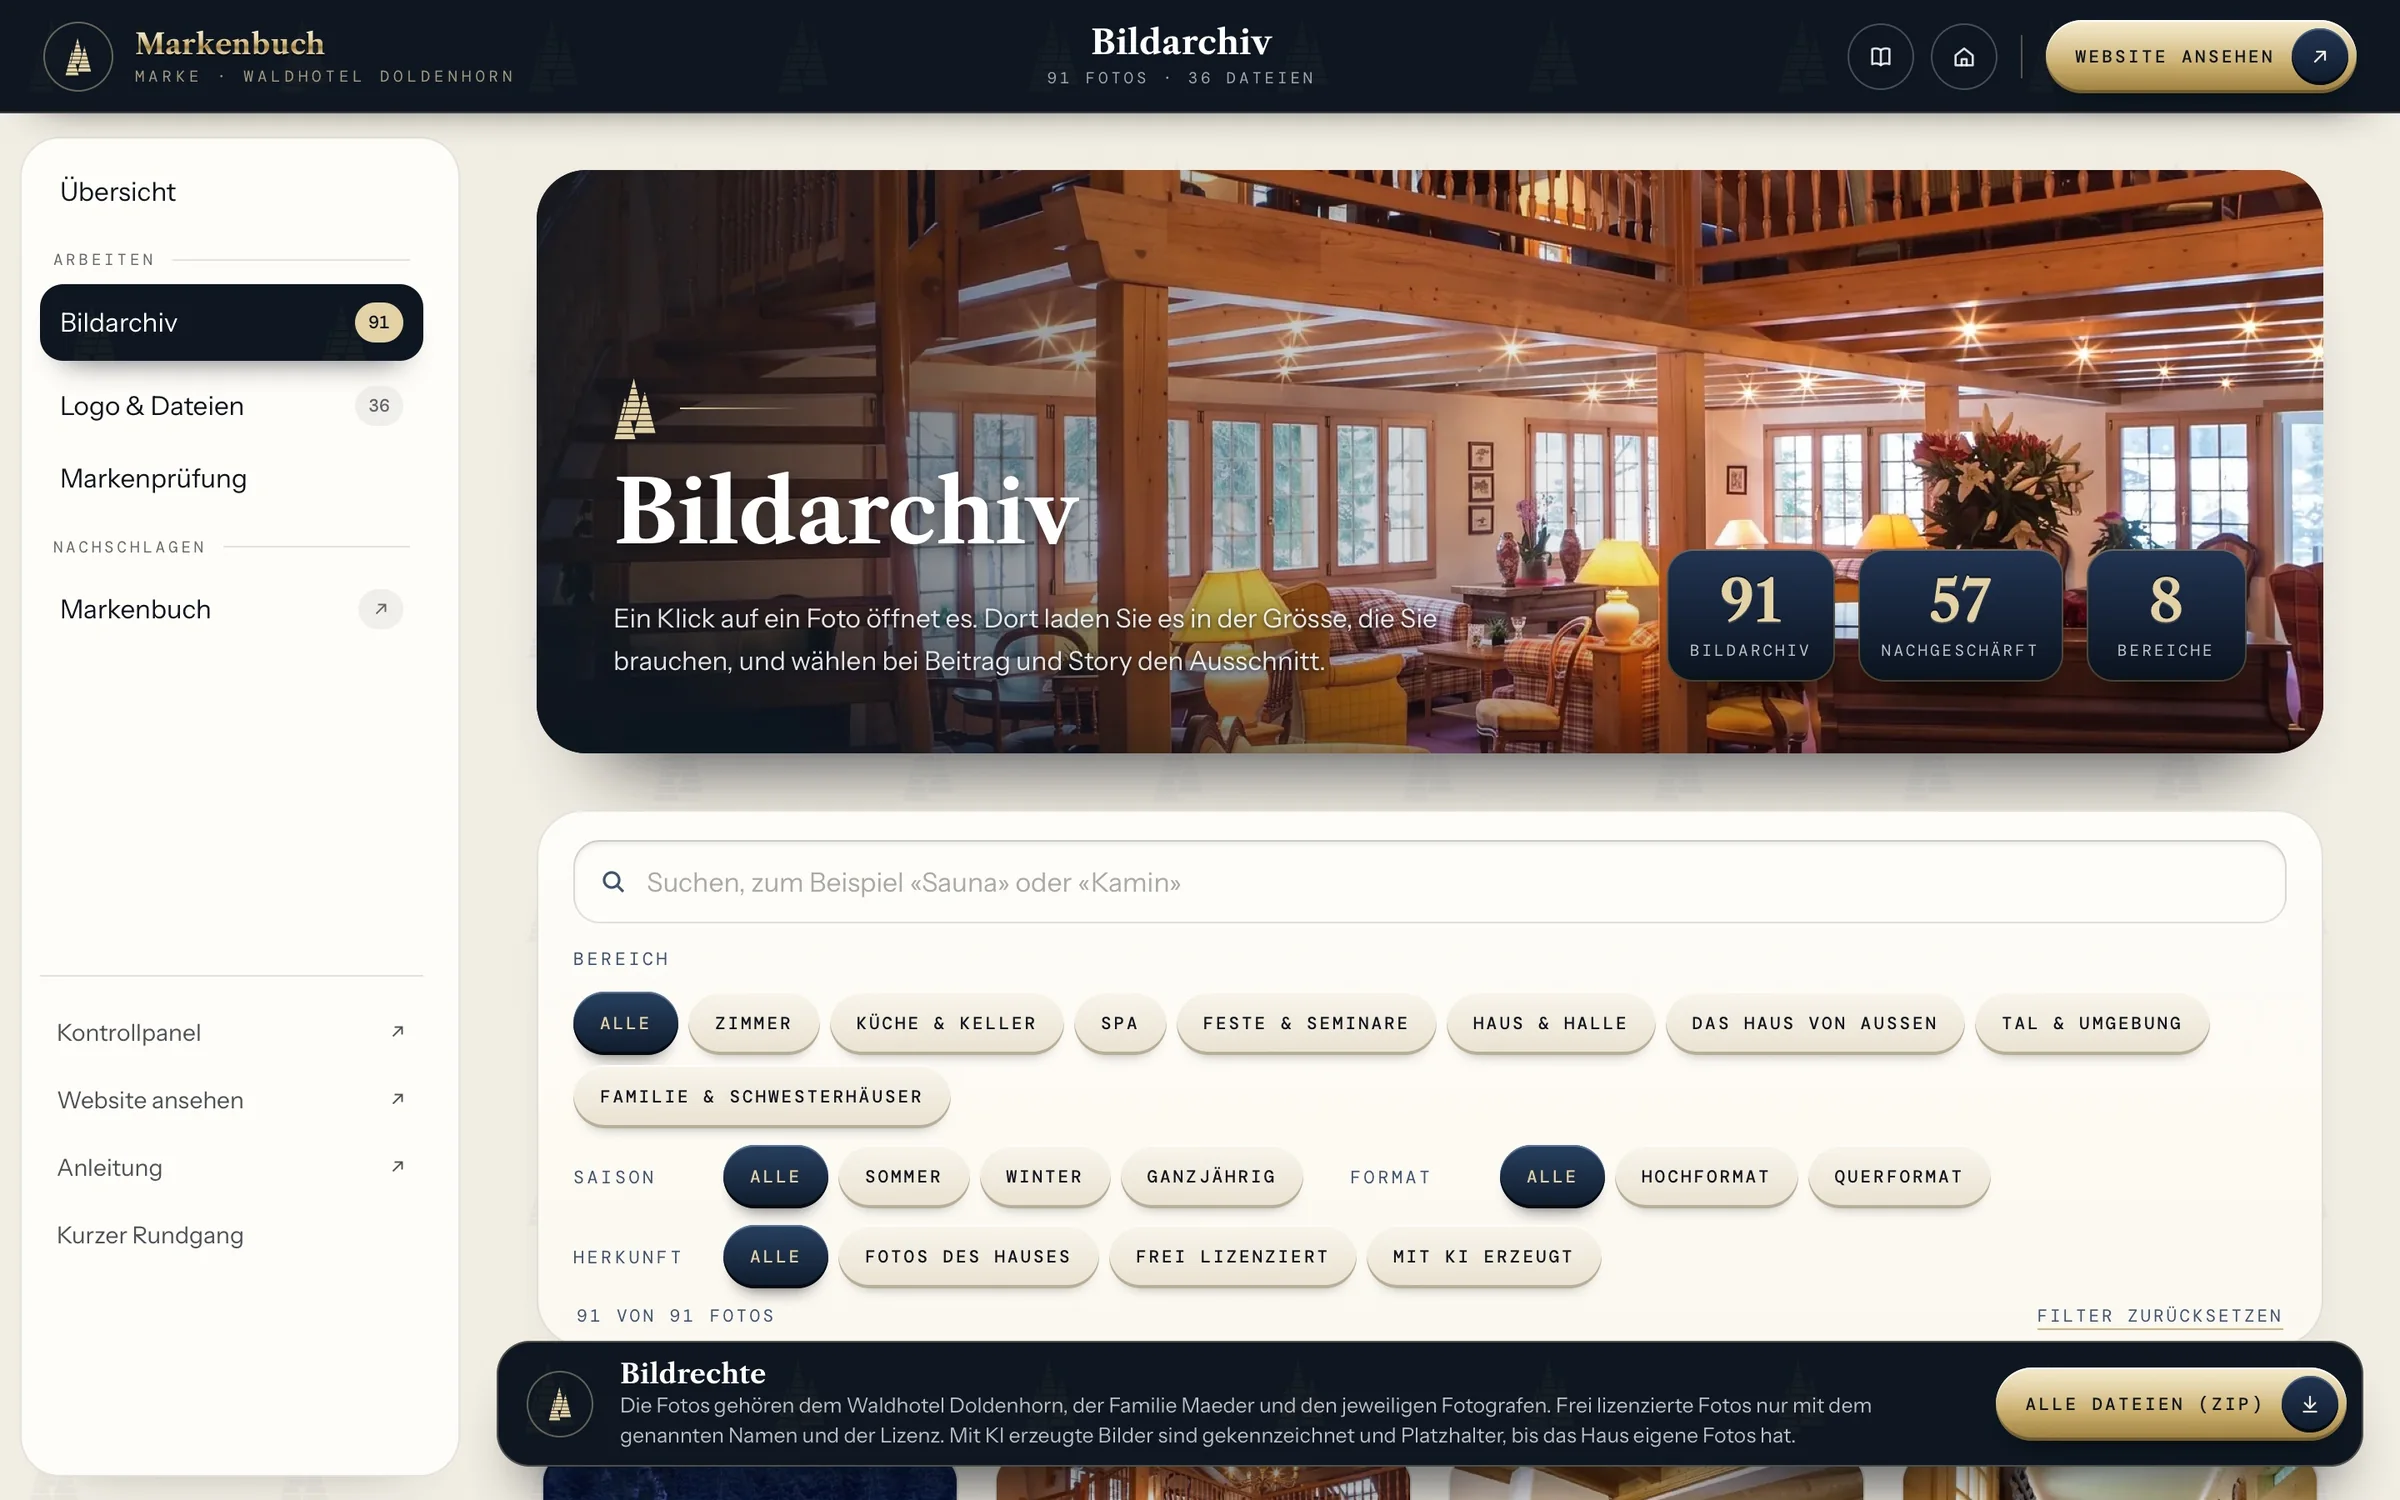 Markenbuch
MARKE · WALDHOTEL DOLDENHORN
Bildarchiv
91 FOTOS · 36 DATEIEN
WEBSITE ANSEHEN
Übersicht
ARBEITEN
Bildarchiv 91
Logo & Dateien 36
Markenprüfung
NACHSCHLAGEN
Markenbuch
Kontrollpanel
Website ansehen
Anleitung
Kurzer Rundgang
Bildarchiv
Ein Klick auf ein Foto öffnet es. Dort laden Sie es in der Grösse, die Sie
brauchen, und wählen bei Beitrag und Story den Ausschnitt.
91
BILDARCHIV
57
NACHGESCHÄRFT
8
BEREICHE
Suchen, zum Beispiel «Sauna» oder «Kamin»
BEREICH
ALLE ZIMMER KÜCHE & KELLER SPA FESTE & SEMINARE HAUS & HALLE DAS HAUS VON AUSSEN TAL & UMGEBUNG
FAMILIE & SCHWESTERHÄUSER
SAISON ALLE SOMMER WINTER GANZJÄHRIG FORMAT ALLE HOCHFORMAT QUERFORMAT
HERKUNFT ALLE FOTOS DES HAUSES FREI LIZENZIERT MIT KI ERZEUGT
91 VON 91 FOTOS FILTER ZURÜCKSETZEN
Bildrechte
Die Fotos gehören dem Waldhotel Doldenhorn, der Familie Maeder und den jeweiligen Fotografen. Frei lizenzierte Fotos nur mit dem
genannten Namen und der Lizenz. Mit KI erzeugte Bilder sind gekennzeichnet und Platzhalter, bis das Haus eigene Fotos hat.
ALLE DATEIEN (ZIP)